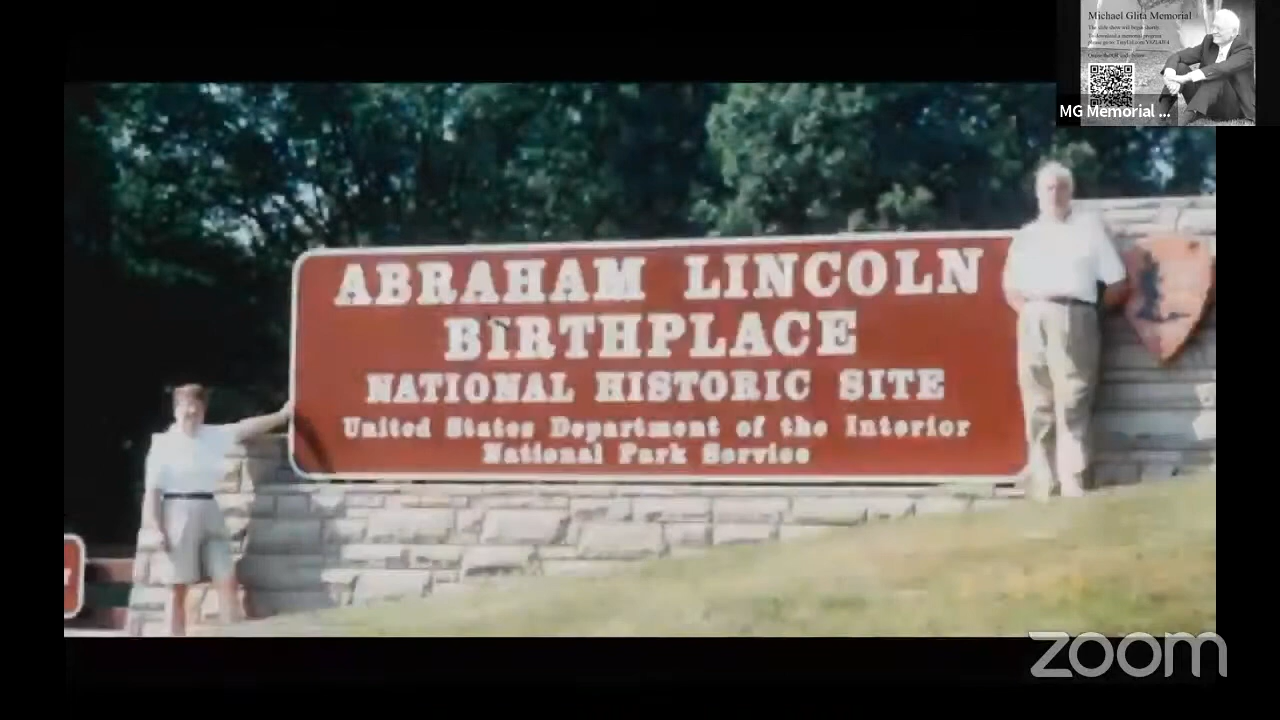 Michael Glita Memorial
MG Memorial ...
ABRAHAM LINCOLN
BIRTHPLACE
NATIONAL HISTORIC SITE
United States Department of the Interior
National Park Service
zoom